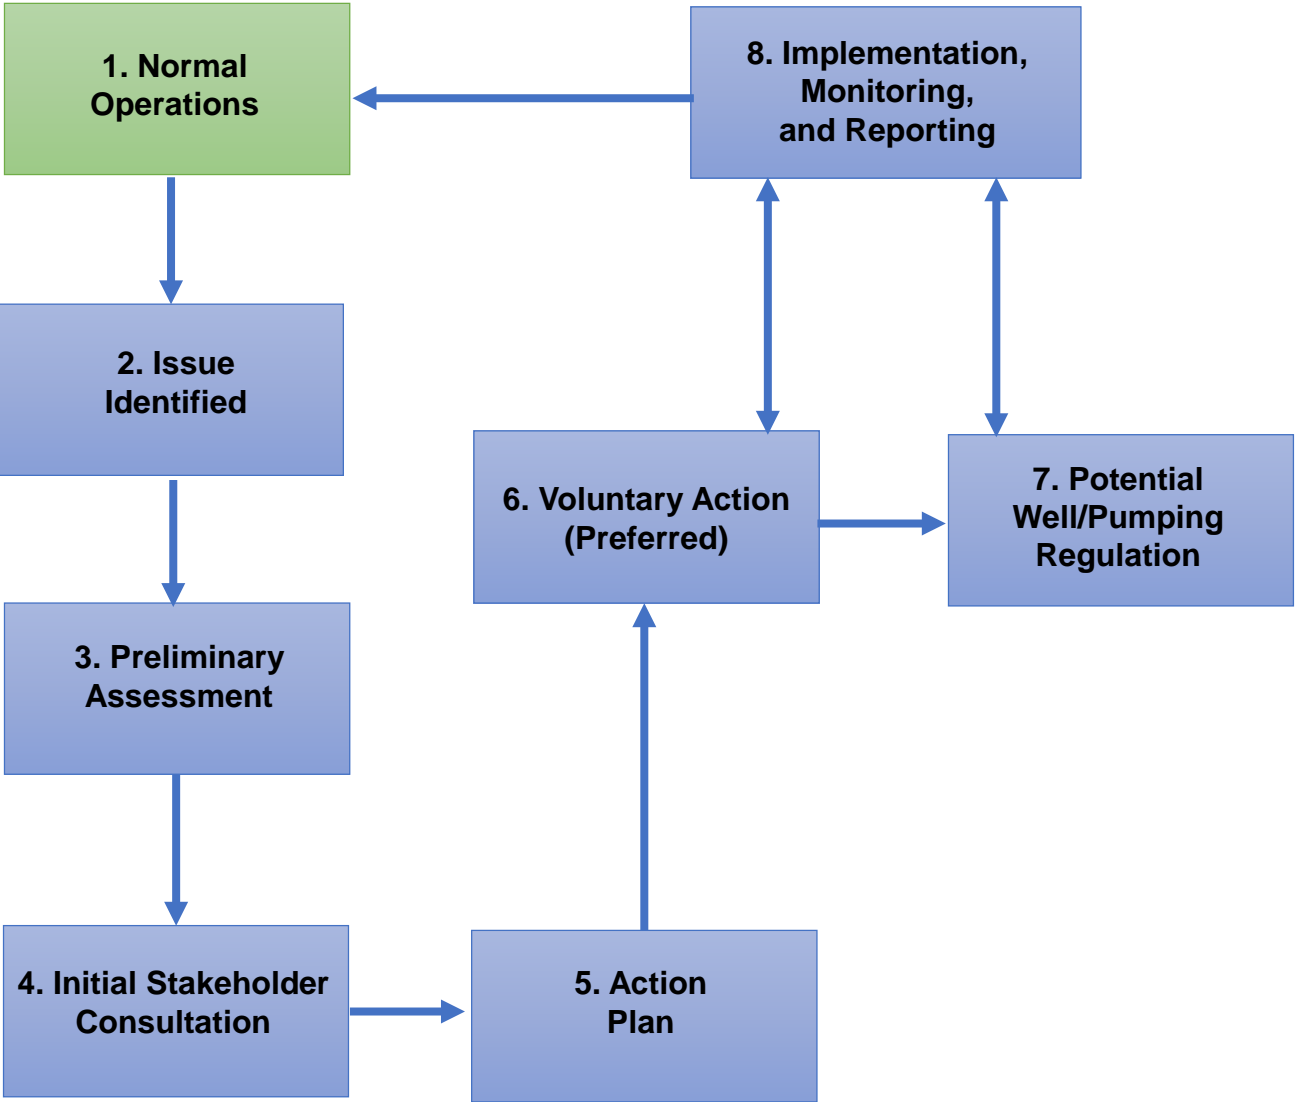 1. Normal
Operations
2. Issue
Identified
3. Preliminary
Assessment
4. Initial Stakeholder
Consultation
5. Action
Plan
6. Voluntary Action
(Preferred)
7. Potential
Well/Pumping
Regulation
8. Implementation,
Monitoring,
and Reporting